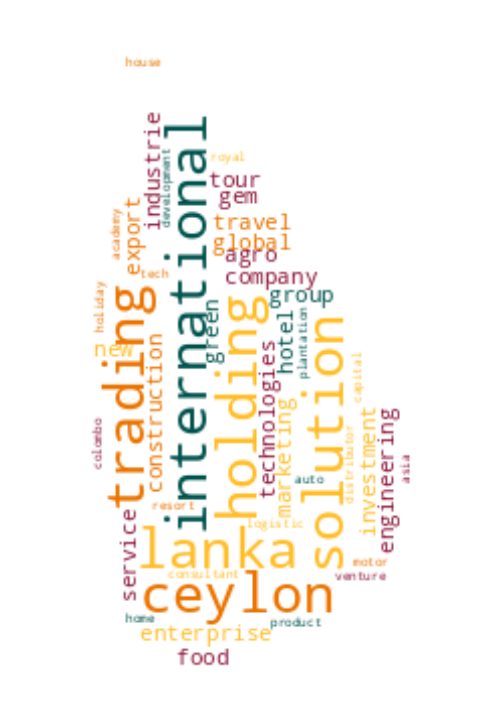 house
industrie
international
development
royal
tour
gem
academy
export
travel
global
agro
tech
company
holiday
trading
group
green
holding
hotel
plantation
solution
new
construction
technologies
capital
marketing
investment
engineering
colombo
distributor
asia
auto
resort
service
logistic
lanka
motor
consultant
venture
ceylon
home
product
enterprise
food